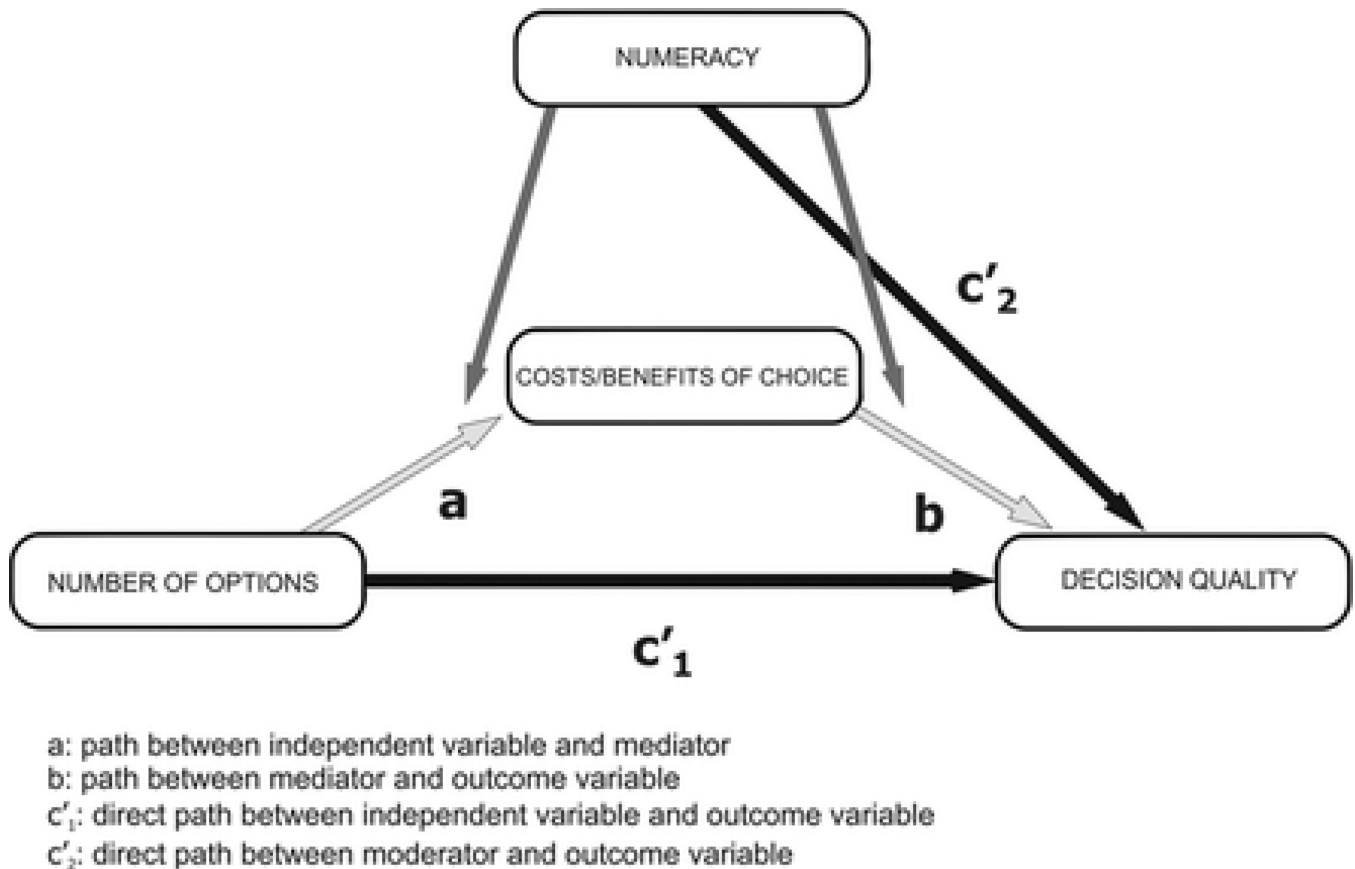 NUMERACY
c′2
COSTS/BENEFITS OF CHOICE
a
b
NUMBER OF OPTIONS
DECISION QUALITY
c′1
a: path between independent variable and mediator
b: path between mediator and outcome variable
c′1: direct path between independent variable and outcome variable
c′2: direct path between moderator and outcome variable